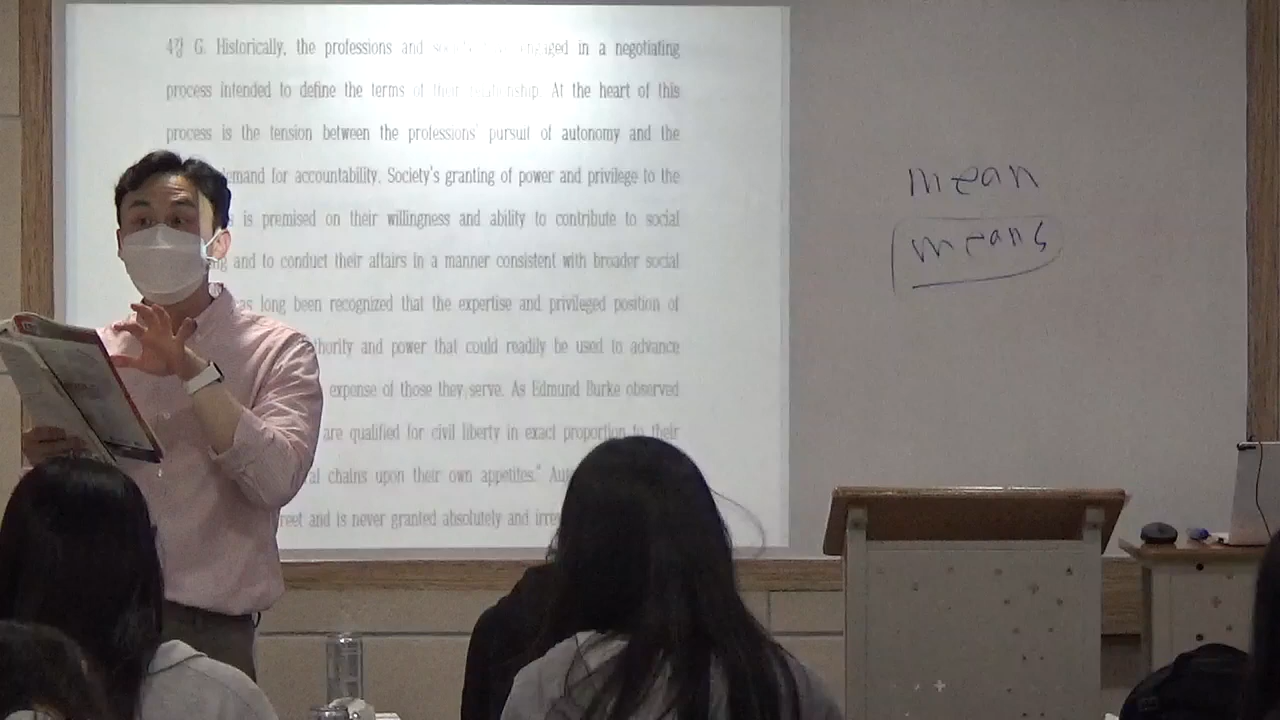 4강 G. Historically, the professions and society engaged in a negotiating
process intended to define the terms of their relationship. At the heart of this
process is the tension between the professions' pursuit of autonomy and the
demand for accountability. Society's granting of power and privilege to the
is premised on their willingness and ability to contribute to social
and to conduct their affairs in a manner consistent with broader social
long been recognized that the expertise and privileged position of
and power that could readily be used to advance
expense of those they serve. As Edmund Burke observed
are qualified for civil liberty in exact proportion to their
chains upon their own appetites."
and is never granted absolutely and
mean
means